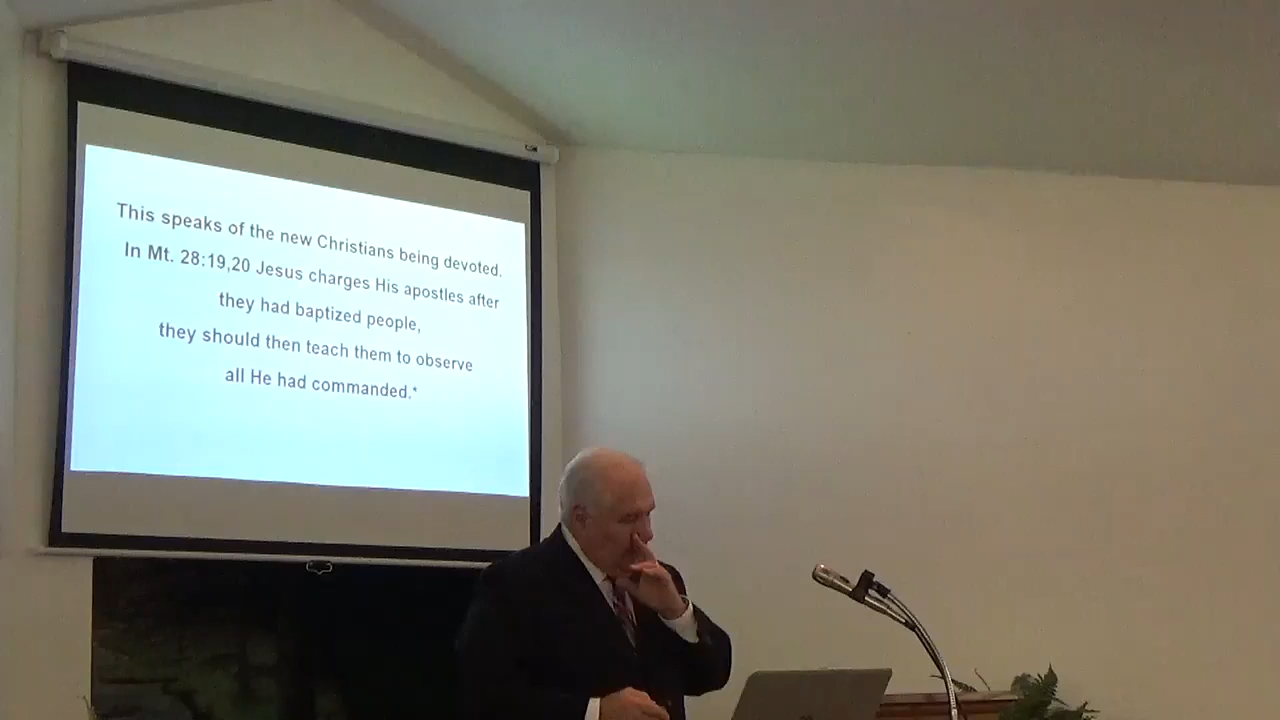 This speaks of the new Christians being devoted.
In Mt. 28:19,20 Jesus charges His apostles after
they had baptized people,
they should then teach them to observe
all He had commanded.*